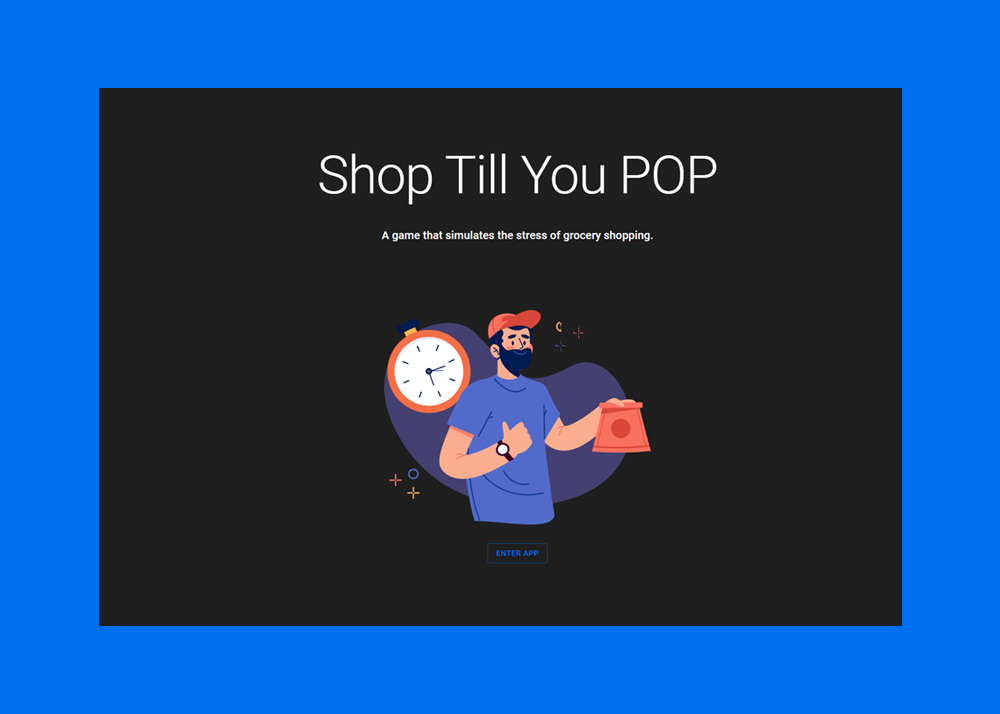 Shop Till You POP
A game that simulates the stress of grocery shopping.
ENTER APP